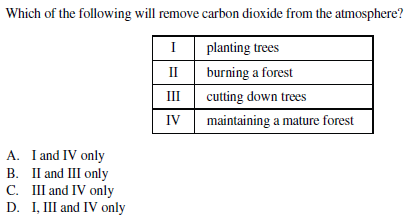 Which of the following will remove carbon dioxide from the atmosphere?
I planting trees
II burning a forest
III cutting down trees
IV maintaining a mature forest
A. I and IV only
B. II and III only
C. III and IV only
D. I, III and IV only